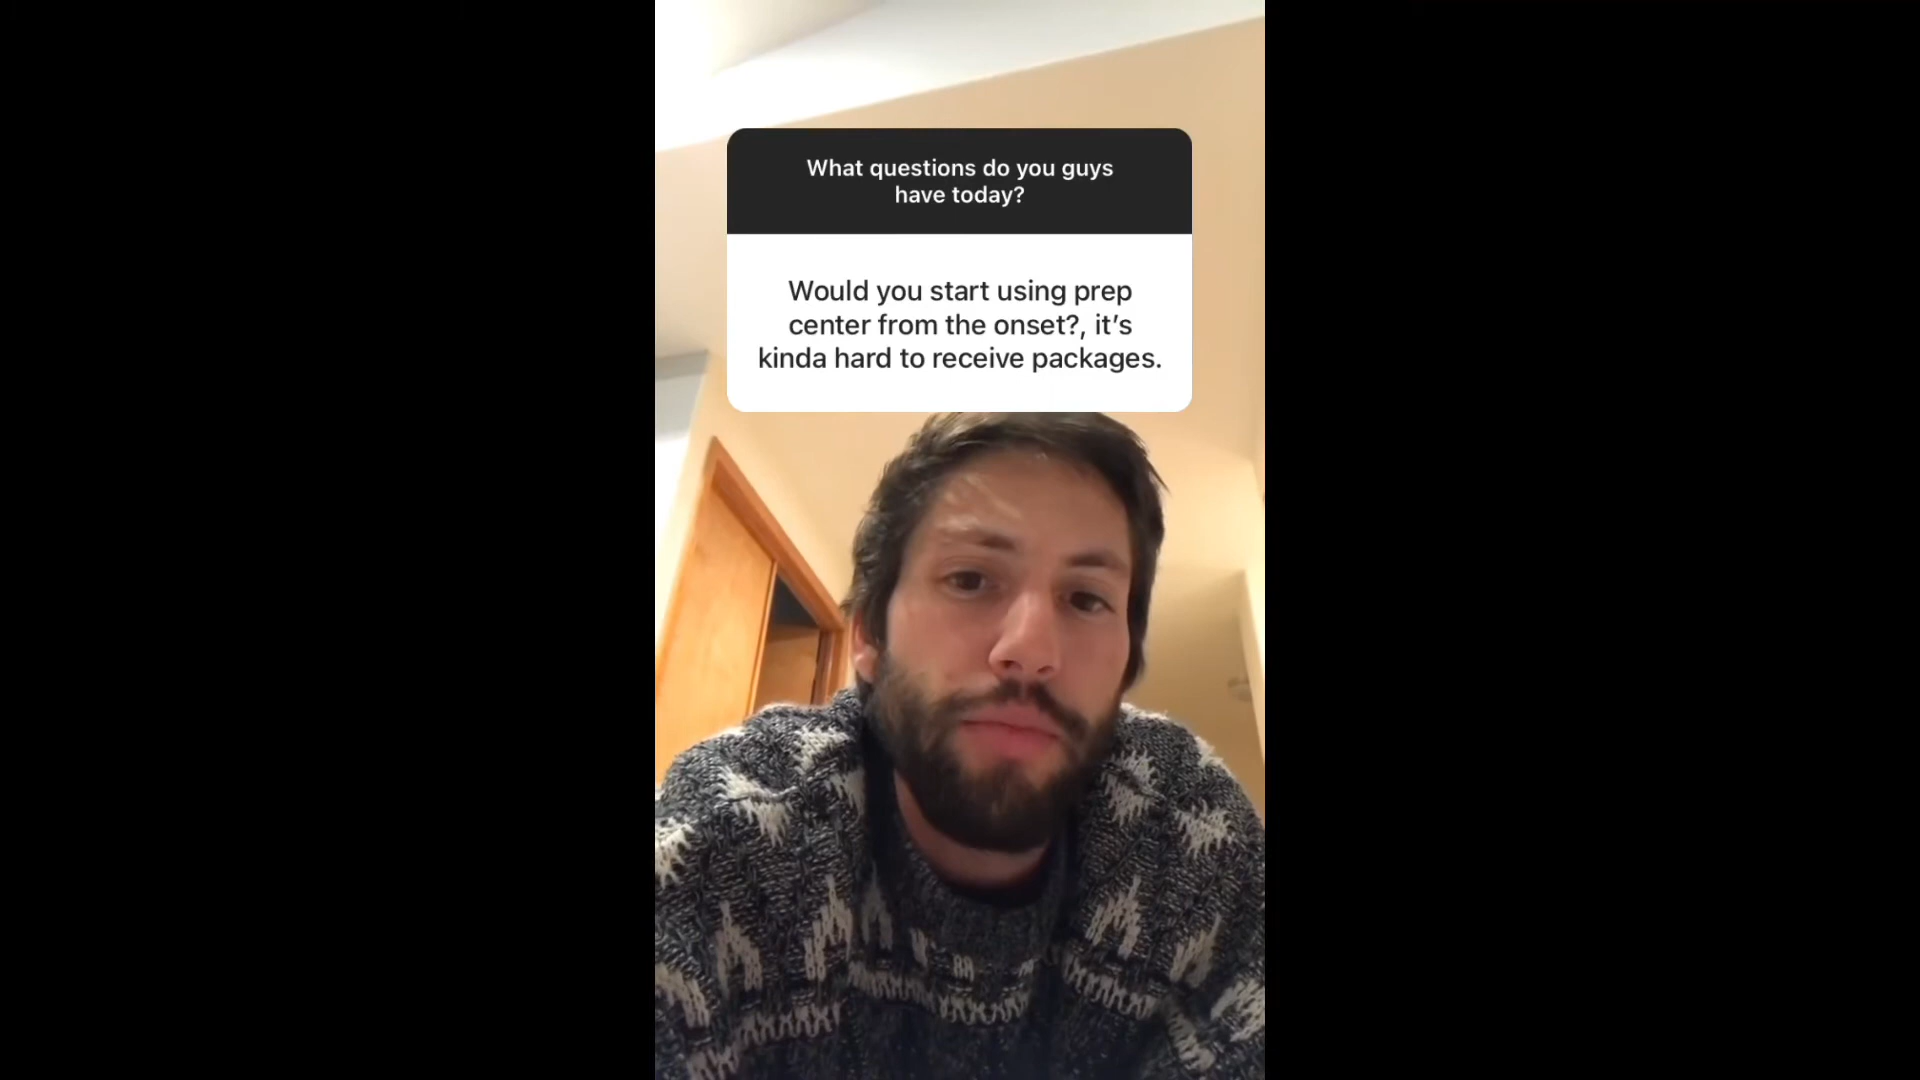 What questions do you guys
have today?
Would you start using prep
center from the onset?, it’s
kinda hard to receive packages.